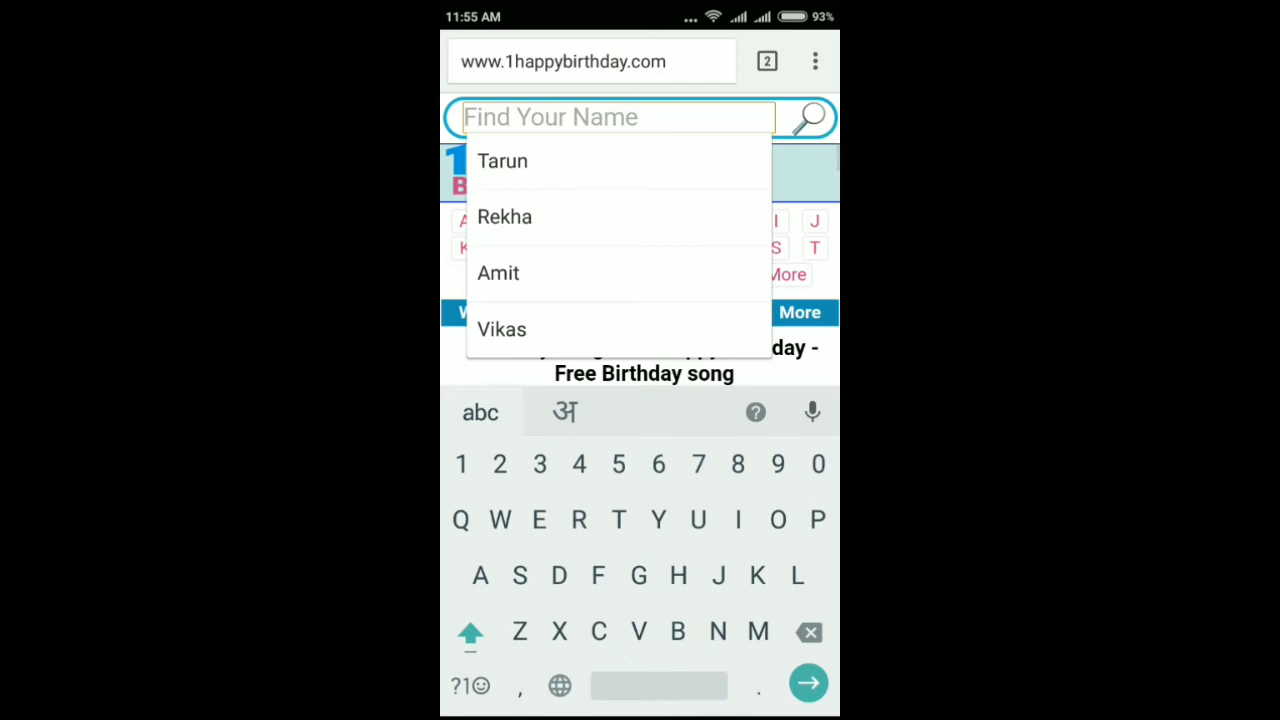 11:55 AM ... 93%
www.1happybirthday.com 2
Find Your Name
Tarun
1
B
Rekha
A I J
K S T
Amit
More
W More
Vikas
day -
Free Birthday song
abc अ ?
1 2 3 4 5 6 7 8 9 0
Q W E R T Y U I O P
A S D F G H J K L
Z X C V B N M
?1☺ , .